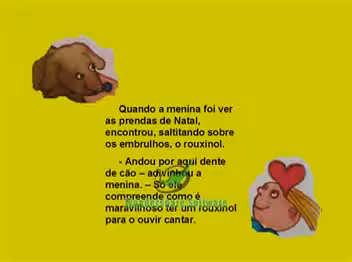 Quando a menina foi ver
as prendas de Natal,
encontrou, saltitando sobre
os embrulhos, o rouxinol.
- Andou por aqui dente
de cão – adivinhou a
menina. – Só ele
compreende como é
maravilhoso ter um rouxinol
para o ouvir cantar.